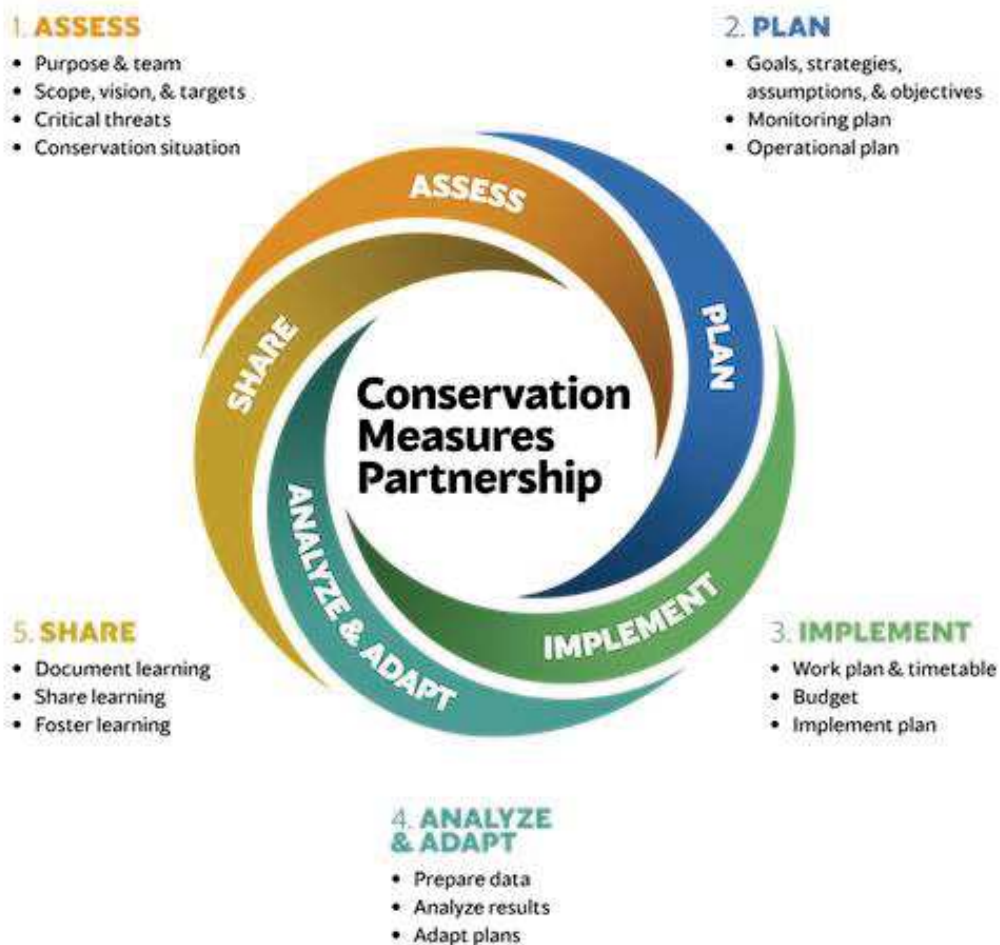 1. ASSESS
• Purpose & team
• Scope, vision, & targets
• Critical threats
• Conservation situation
2. PLAN
• Goals, strategies,
assumptions, & objectives
• Monitoring plan
• Operational plan
ASSESS
PLAN
SHARE
Conservation
Measures
Partnership
ANALYZE & ADAPT
IMPLEMENT
5. SHARE
• Document learning
• Share learning
• Foster learning
3. IMPLEMENT
• Work plan & timetable
• Budget
• Implement plan
4. ANALYZE
& ADAPT
• Prepare data
• Analyze results
• Adapt plans